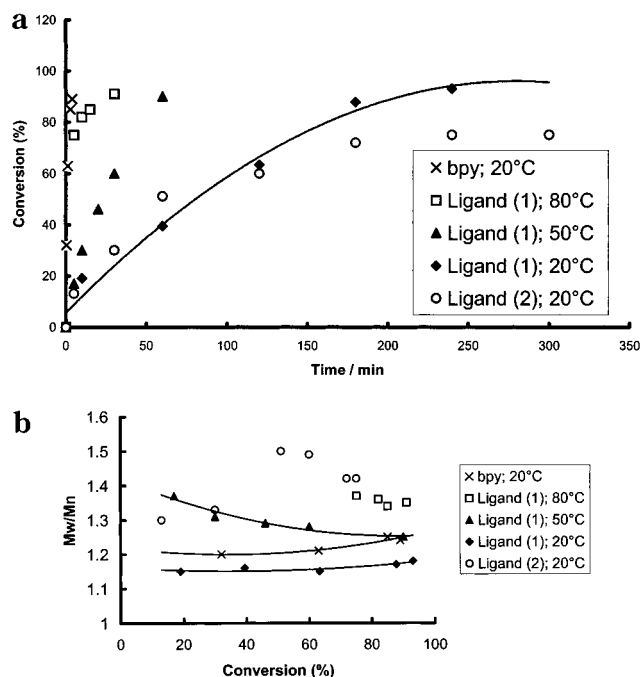 a
120
100
80
60
40
20
0
Conversion (%)
0 50 100 150 200 250 300 350
Time / min
bpy; 20°C
Ligand (1); 80°C
Ligand (1); 50°C
Ligand (1); 20°C
Ligand (2); 20°C
b
1.6
1.5
1.4
1.3
1.2
1.1
1
Mw/Mn
0 20 40 60 80 100
Conversion (%)
bpy; 20°C
Ligand (1); 80°C
Ligand (1); 50°C
Ligand (1); 20°C
Ligand (2); 20°C